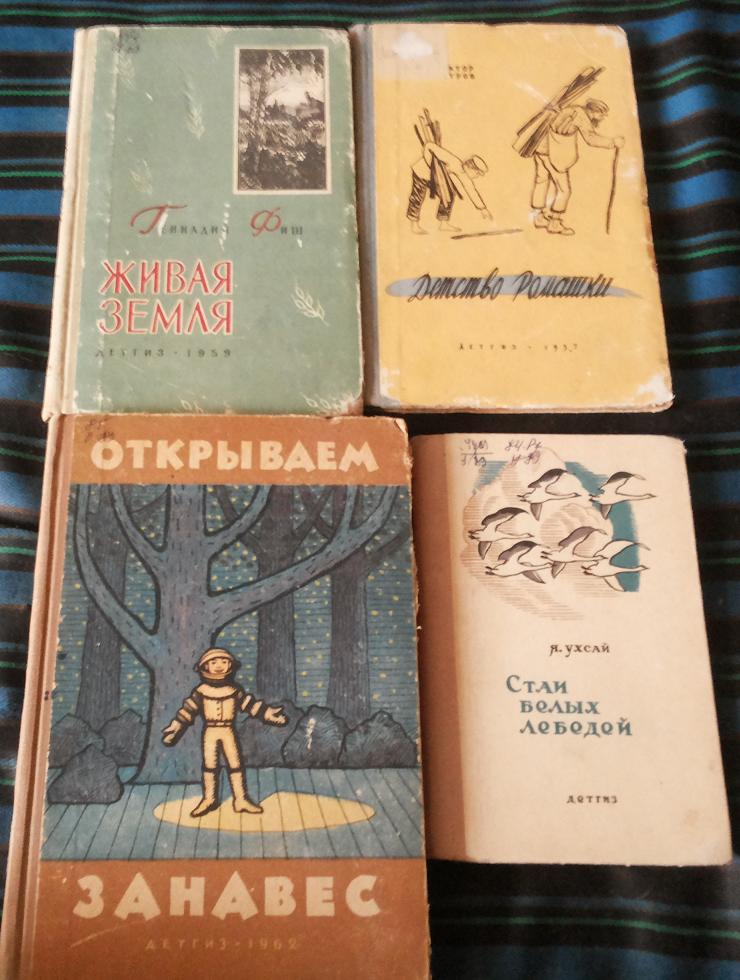 Геннадий Фиш
ЖИВАЯ
ЗЕМЛЯ
ДЕТГИЗ · 1959
Детство Ромашки
ДЕТГИЗ · 1957
ОТКРЫВАЕМ
ЗАНАВЕС
ДЕТГИЗ · 1962
Я. УХСАЙ
Стаи
белых
лебедей
ДЕТГИЗ